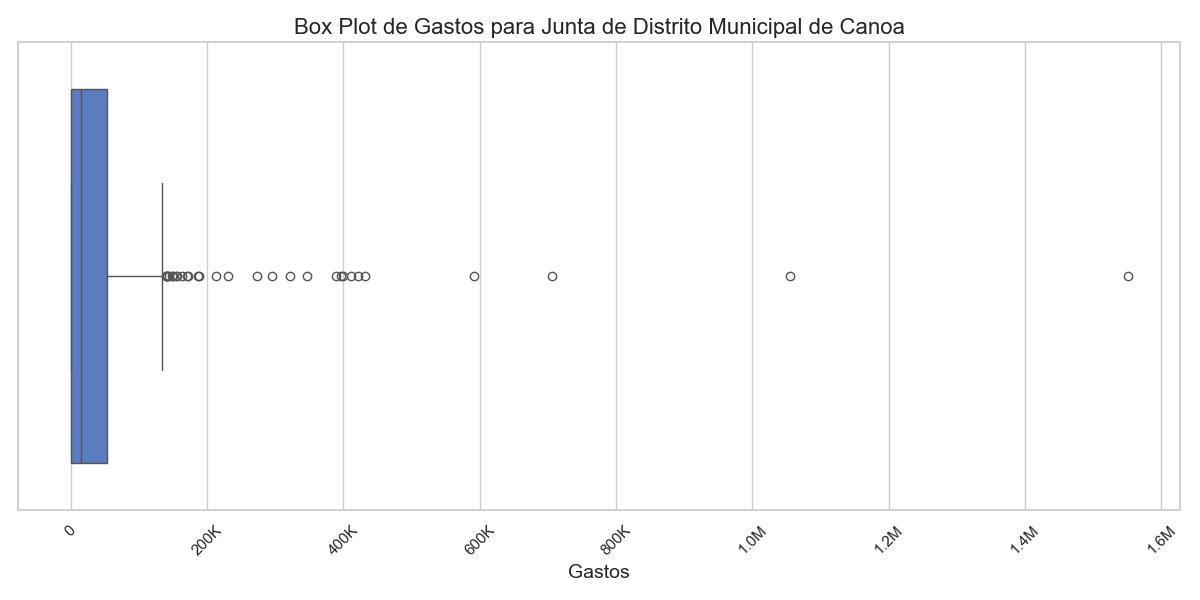 Box Plot de Gastos para Junta de Distrito Municipal de Canoa
0
200K
400K
600K
800K
1.0M
1.2M
1.4M
1.6M
Gastos